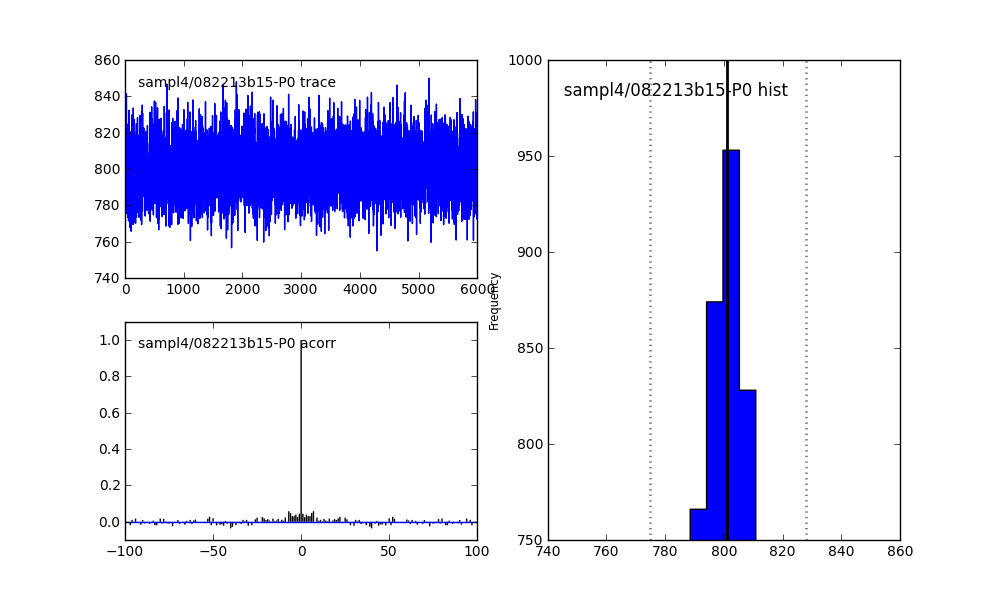 860
840
820
800
780
760
740
sampl4/082213b15-P0 trace
0 1000 2000 3000 4000 5000 6000
1.0
0.8
0.6
0.4
0.2
0.0
sampl4/082213b15-P0 acorr
−100 −50 0 50 100
Frequency
1000
950
900
850
800
750
sampl4/082213b15-P0 hist
740 760 780 800 820 840 860